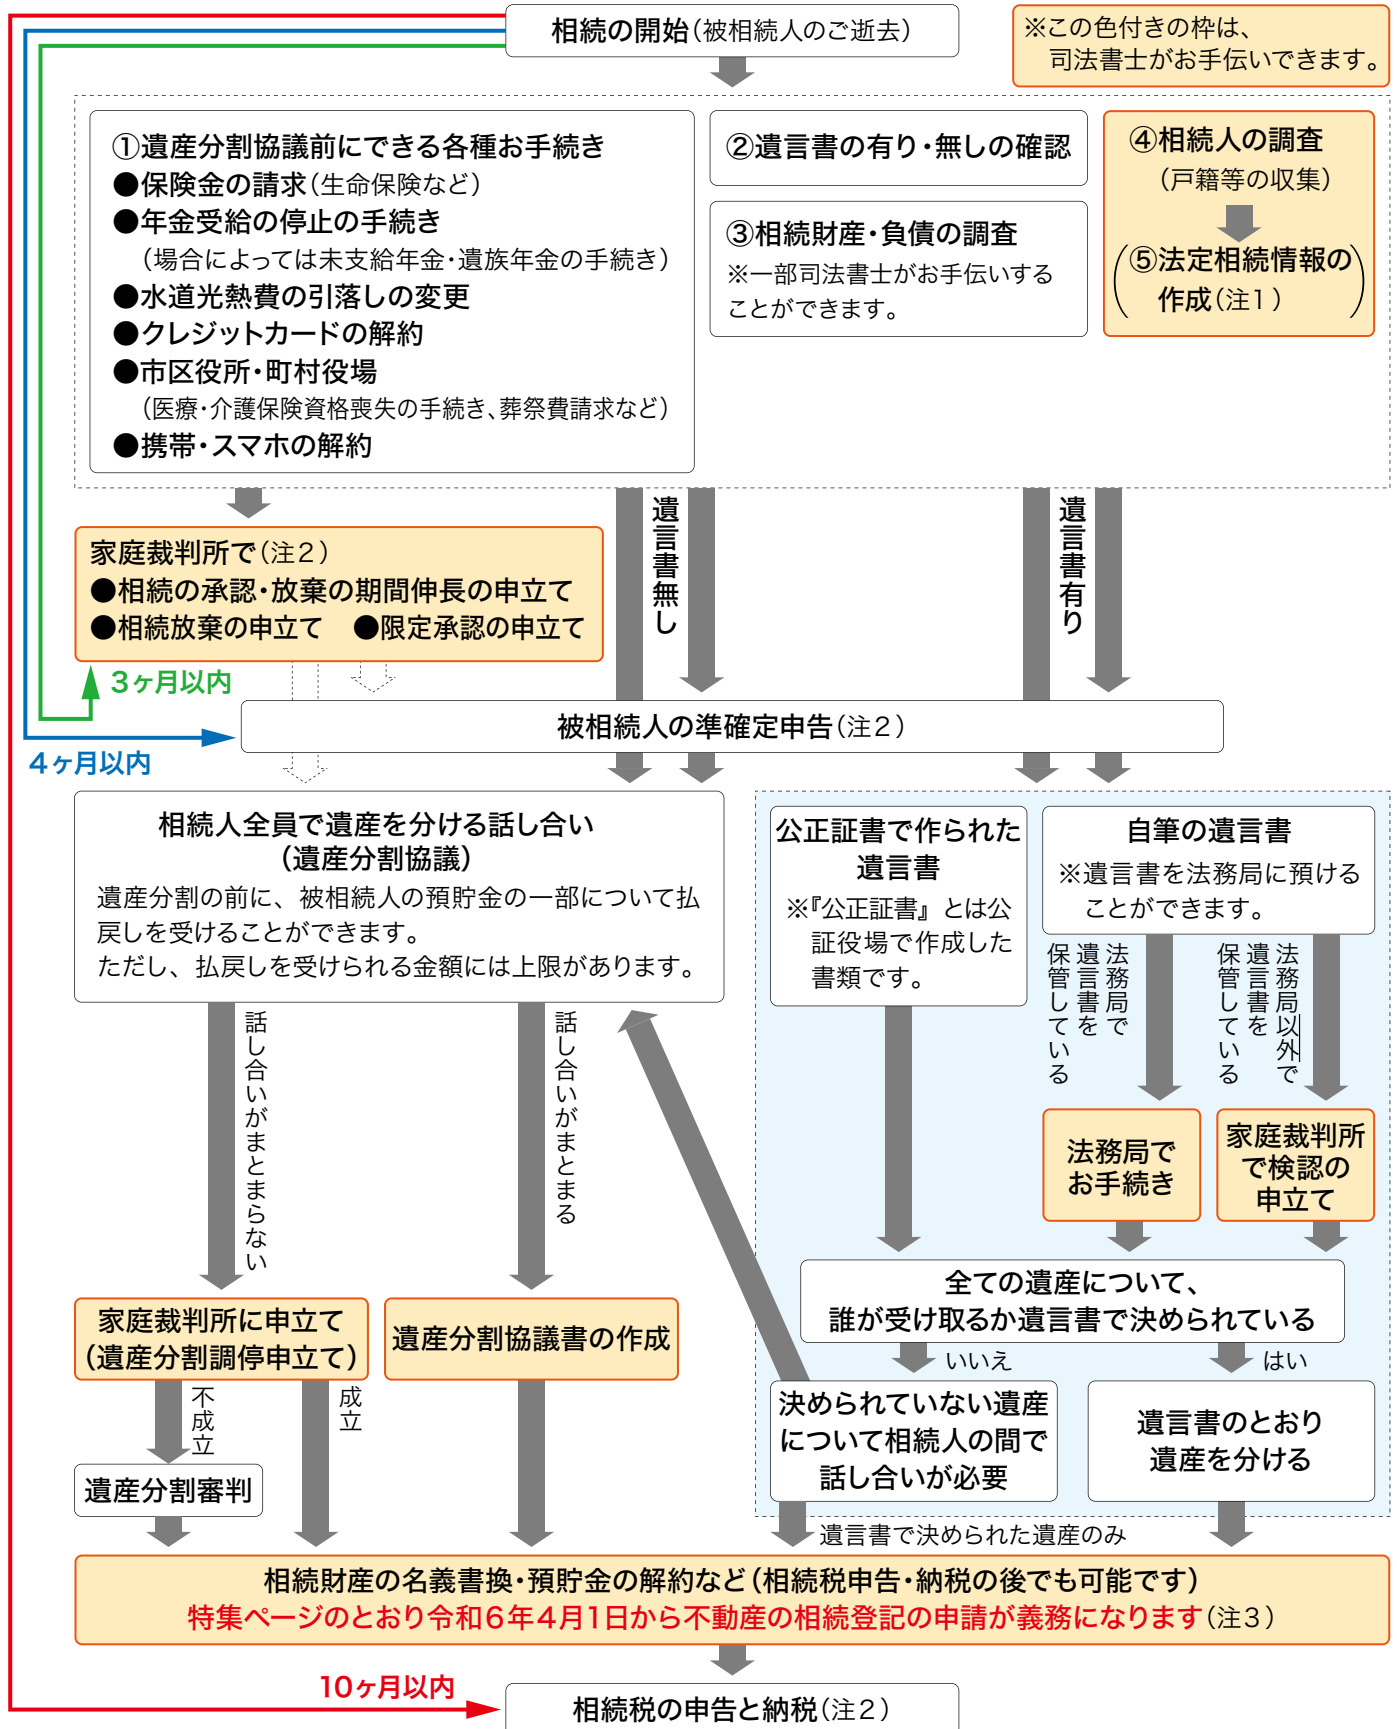 相続の開始(被相続人のご逝去)
※この色付きの枠は、
司法書士がお手伝いできます。
①遺産分割協議前にできる各種お手続き
●保険金の請求(生命保険など)
●年金受給の停止の手続き
(場合によっては未支給年金・遺族年金の手続き)
●水道光熱費の引落しの変更
●クレジットカードの解約
●市区役所・町村役場
(医療・介護保険資格喪失の手続き、葬祭費請求など)
●携帯・スマホの解約
②遺言書の有り・無しの確認
③相続財産・負債の調査
※一部司法書士がお手伝いする
ことができます。
④相続人の調査
(戸籍等の収集)
(⑤法定相続情報の
作成(注1))
遺言書無し
遺言書有り
家庭裁判所で(注2)
●相続の承認・放棄の期間伸長の申立て
●相続放棄の申立て ●限定承認の申立て
3ヶ月以内
被相続人の準確定申告(注2)
4ヶ月以内
相続人全員で遺産を分ける話し合い
(遺産分割協議)
遺産分割の前に、被相続人の預貯金の一部について払
戻しを受けることができます。
ただし、払戻しを受けられる金額には上限があります。
公正証書で作られた
遺言書
※『公正証書』とは公
証役場で作成した
書類です。
自筆の遺言書
※遺言書を法務局に預ける
ことができます。
法務局で
遺言書を
保管している
法務局以外で
遺言書を
保管している
話し合いがまとまらない
話し合いがまとまる
法務局で
お手続き
家庭裁判所
で検認の
申立て
全ての遺産について、
誰が受け取るか遺言書で決められている
いいえ
はい
家庭裁判所に申立て
(遺産分割調停申立て)
遺産分割協議書の作成
不成立
成立
遺産分割審判
決められていない遺産
について相続人の間で
話し合いが必要
遺言書のとおり
遺産を分ける
遺言書で決められた遺産のみ
相続財産の名義書換・預貯金の解約など(相続税申告・納税の後でも可能です)
特集ページのとおり令和6年4月1日から不動産の相続登記の申請が義務になります(注3)
10ヶ月以内
相続税の申告と納税(注2)